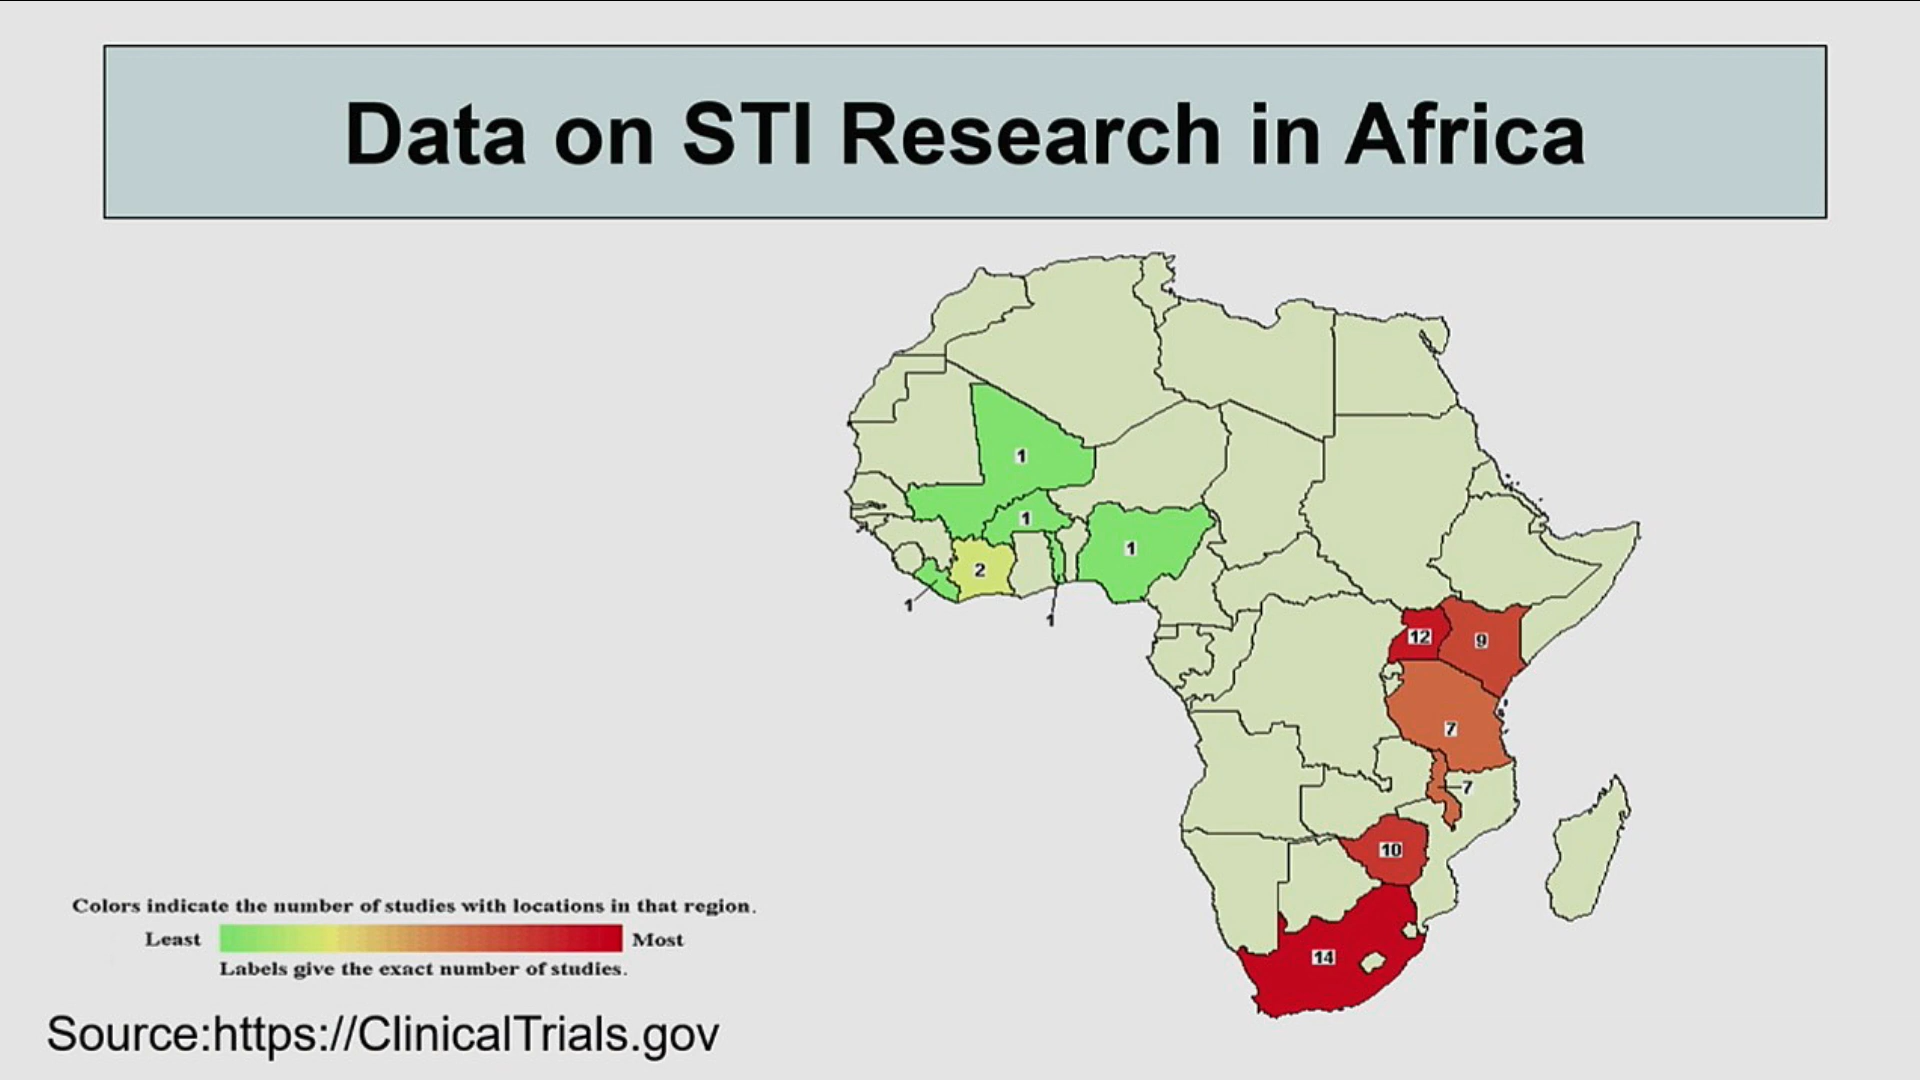 Data on STI Research in Africa
1
1
1
2
1
1
12
9
7
7
10
14
Colors indicate the number of studies with locations in that region.
Least Most
Labels give the exact number of studies.
Source:https://ClinicalTrials.gov